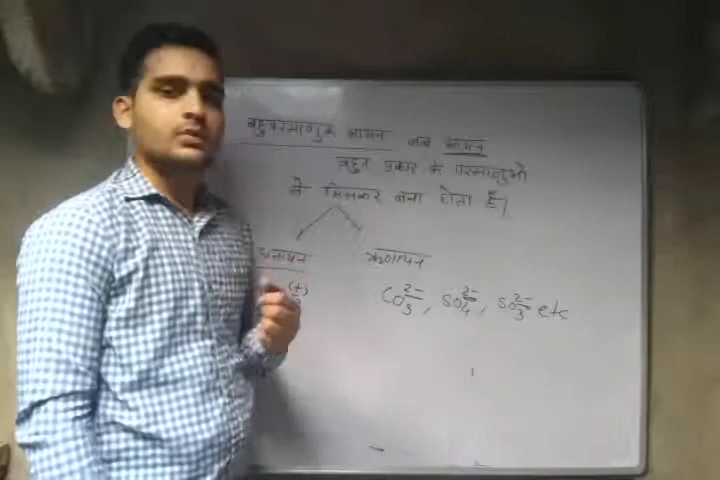 बहुपरमाणुक आयन जब आयन
बहुत प्रकार के परमाणुओ
से मिलकर बना होता है।
धनायन ऋणायन
(+) CO₃²⁻, SO₄²⁻, SO₃²⁻ etc